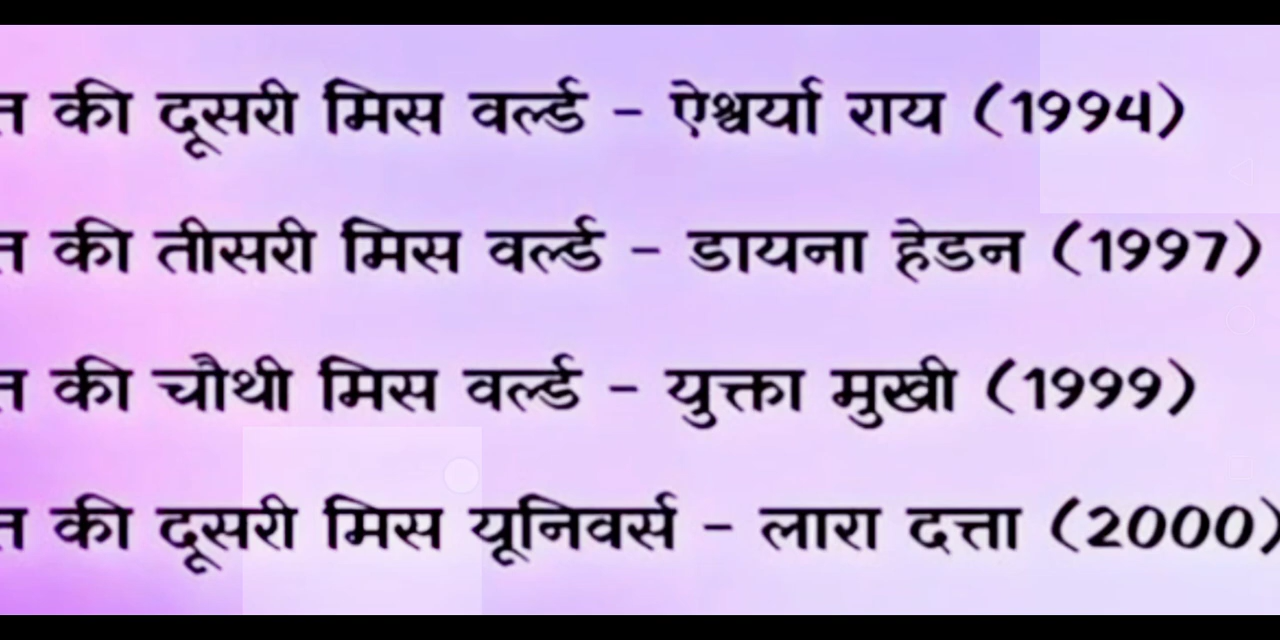 त की दूसरी मिस वर्ल्ड - ऐश्वर्या राय (1994)
त की तीसरी मिस वर्ल्ड - डायना हेडन (1997)
त की चौथी मिस वर्ल्ड - युक्ता मुखी (1999)
त की दूसरी मिस यूनिवर्स - लारा दत्ता (2000)